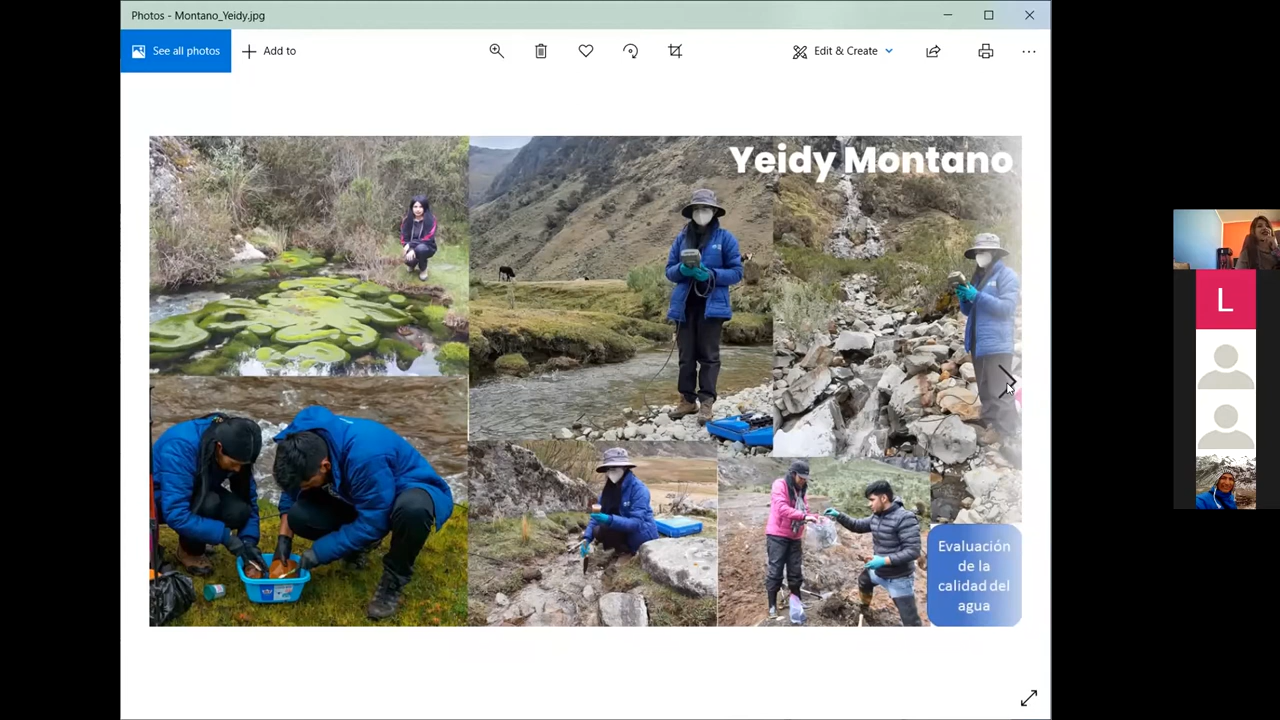 Photos - Montano_Yeidy.jpg
See all photos
Add to
Edit & Create
Yeidy Montano
Evaluación
de la
calidad del
agua
L